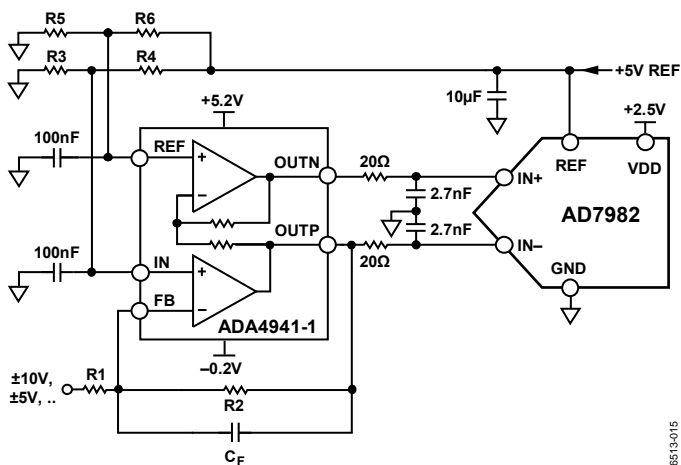 R5
R6
R3
R4
+5V REF
10µF
+5.2V
+2.5V
100nF
REF
OUTN
20Ω
IN+
REF
VDD
2.7nF
AD7982
OUTP
2.7nF
100nF
IN
20Ω
IN–
FB
GND
ADA4941-1
–0.2V
±10V,
±5V, ..
R1
R2
CF
6513-015